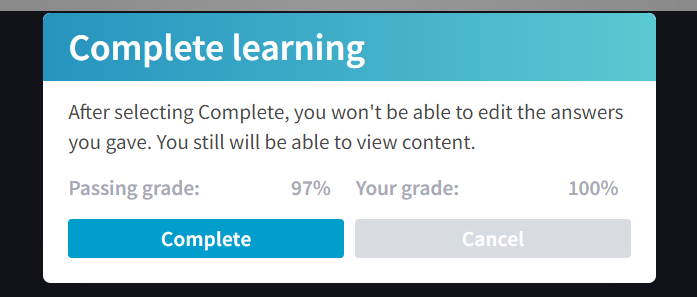 Complete learning
After selecting Complete, you won't be able to edit the answers
you gave. You still will be able to view content.
Passing grade: 97% Your grade: 100%
Complete Cancel